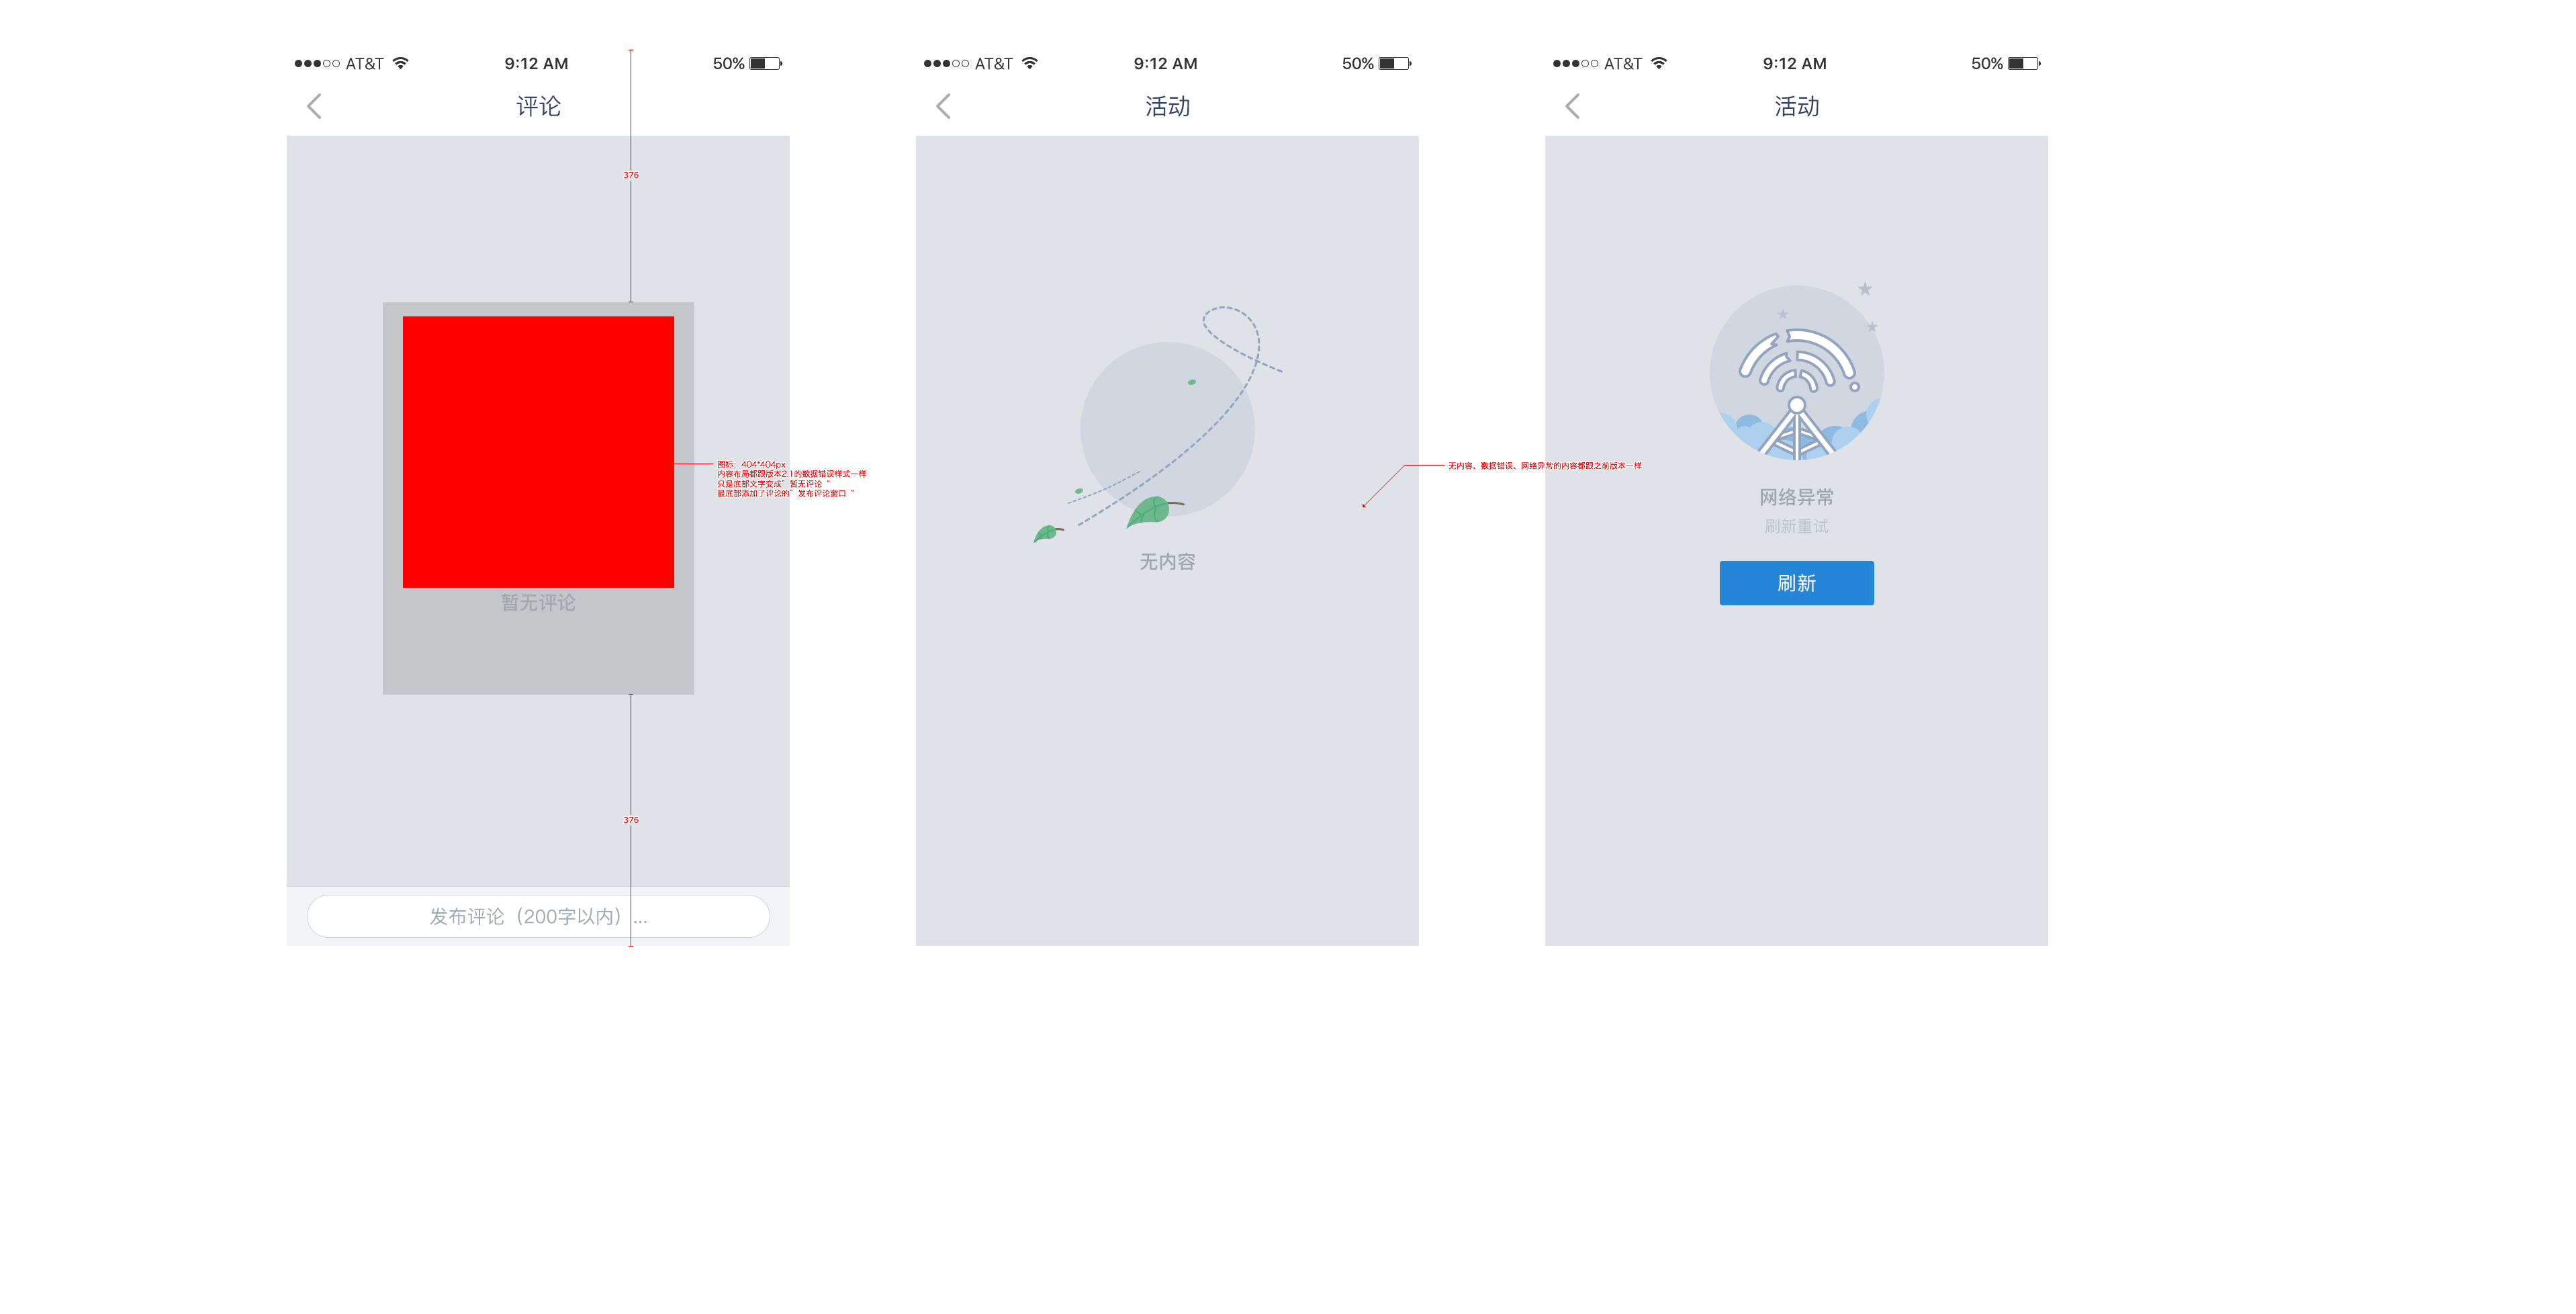 AT&T 9:12 AM 50%
评论
376
图标：404*404px
内容布局都跟版本2.1的数据错误样式一样
只是底部文字变成”暂无评论“
最底部添加了评论的”发布评论窗口“
暂无评论
376
发布评论（200字以内）...
AT&T 9:12 AM 50%
活动
无内容
无内容、数据错误、网络异常的内容都跟之前版本一样
AT&T 9:12 AM 50%
活动
网络异常
刷新重试
刷新